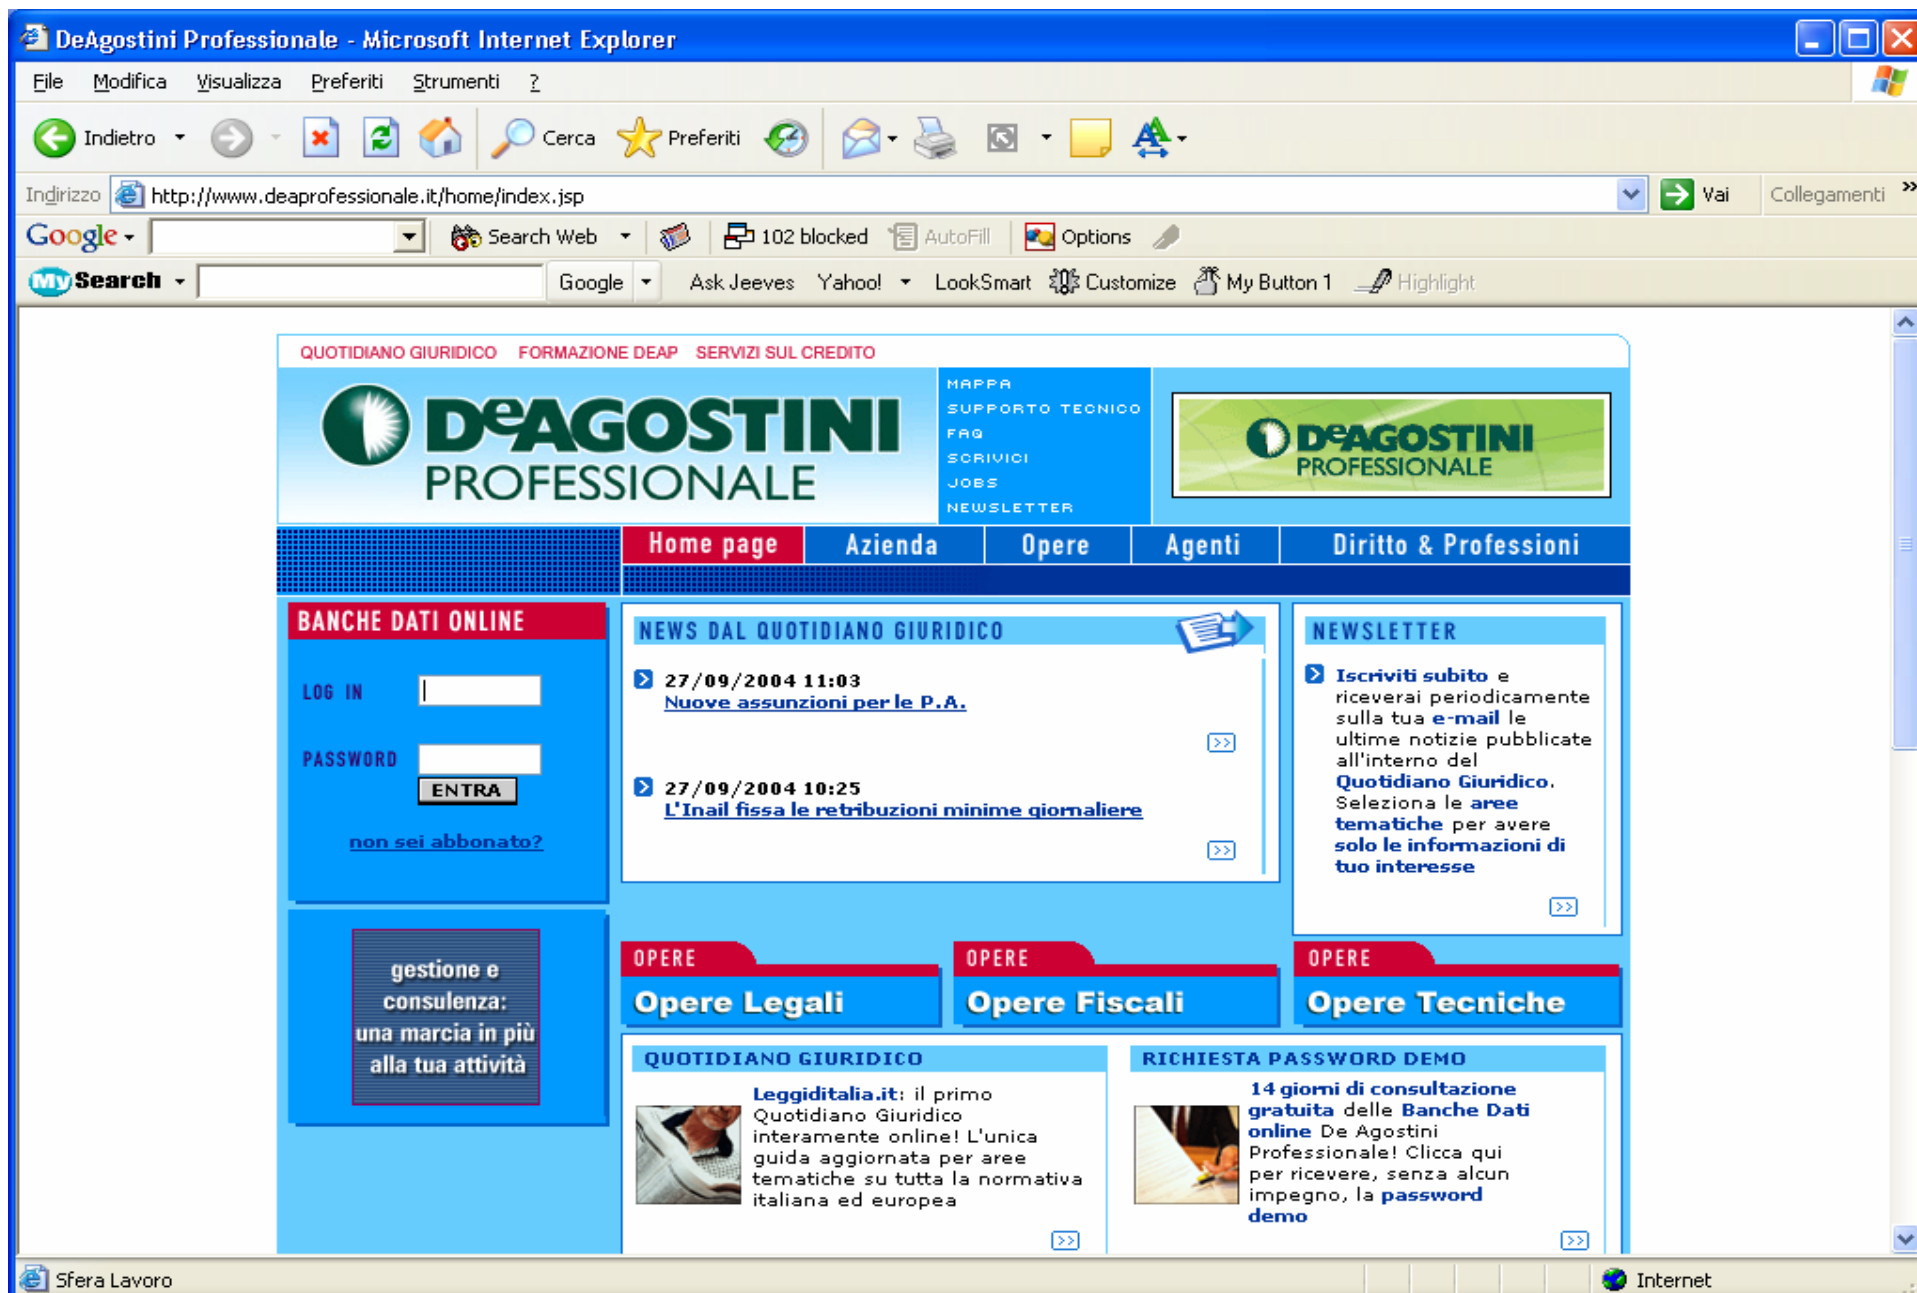 DeAgostini Professionale - Microsoft Internet Explorer
File Modifica Visualizza Preferiti Strumenti ?
Indietro Cerca Preferiti
Indirizzo http://www.deaprofessionale.it/home/index.jsp Vai Collegamenti »
Google Search Web 102 blocked AutoFill Options
My Search Google Ask Jeeves Yahoo! LookSmart Customize My Button 1 Highlight
QUOTIDIANO GIURIDICO FORMAZIONE DEAP SERVIZI SUL CREDITO
DeAGOSTINI
PROFESSIONALE
MAPPA
SUPPORTO TECNICO
FAQ
SCRIVICI
JOBS
NEWSLETTER
DeAGOSTINI
PROFESSIONALE
Home page Azienda Opere Agenti Diritto & Professioni
BANCHE DATI ONLINE
LOG IN
PASSWORD
ENTRA
non sei abbonato?
gestione e
consulenza:
una marcia in più
alla tua attività
NEWS DAL QUOTIDIANO GIURIDICO
27/09/2004 11:03
Nuove assunzioni per le P.A.
>>
27/09/2004 10:25
L'Inail fissa le retribuzioni minime giornaliere
>>
NEWSLETTER
Iscriviti subito e
riceverai periodicamente
sulla tua e-mail le
ultime notizie pubblicate
all'interno del
Quotidiano Giuridico.
Seleziona le aree
tematiche per avere
solo le informazioni di
tuo interesse
>>
OPERE
Opere Legali
OPERE
Opere Fiscali
OPERE
Opere Tecniche
QUOTIDIANO GIURIDICO
Leggiditalia.it: il primo
Quotidiano Giuridico
interamente online! L'unica
guida aggiornata per aree
tematiche su tutta la normativa
italiana ed europea
>>
RICHIESTA PASSWORD DEMO
14 giorni di consultazione
gratuita delle Banche Dati
online De Agostini
Professionale! Clicca qui
per ricevere, senza alcun
impegno, la password
demo
>>
Sfera Lavoro Internet